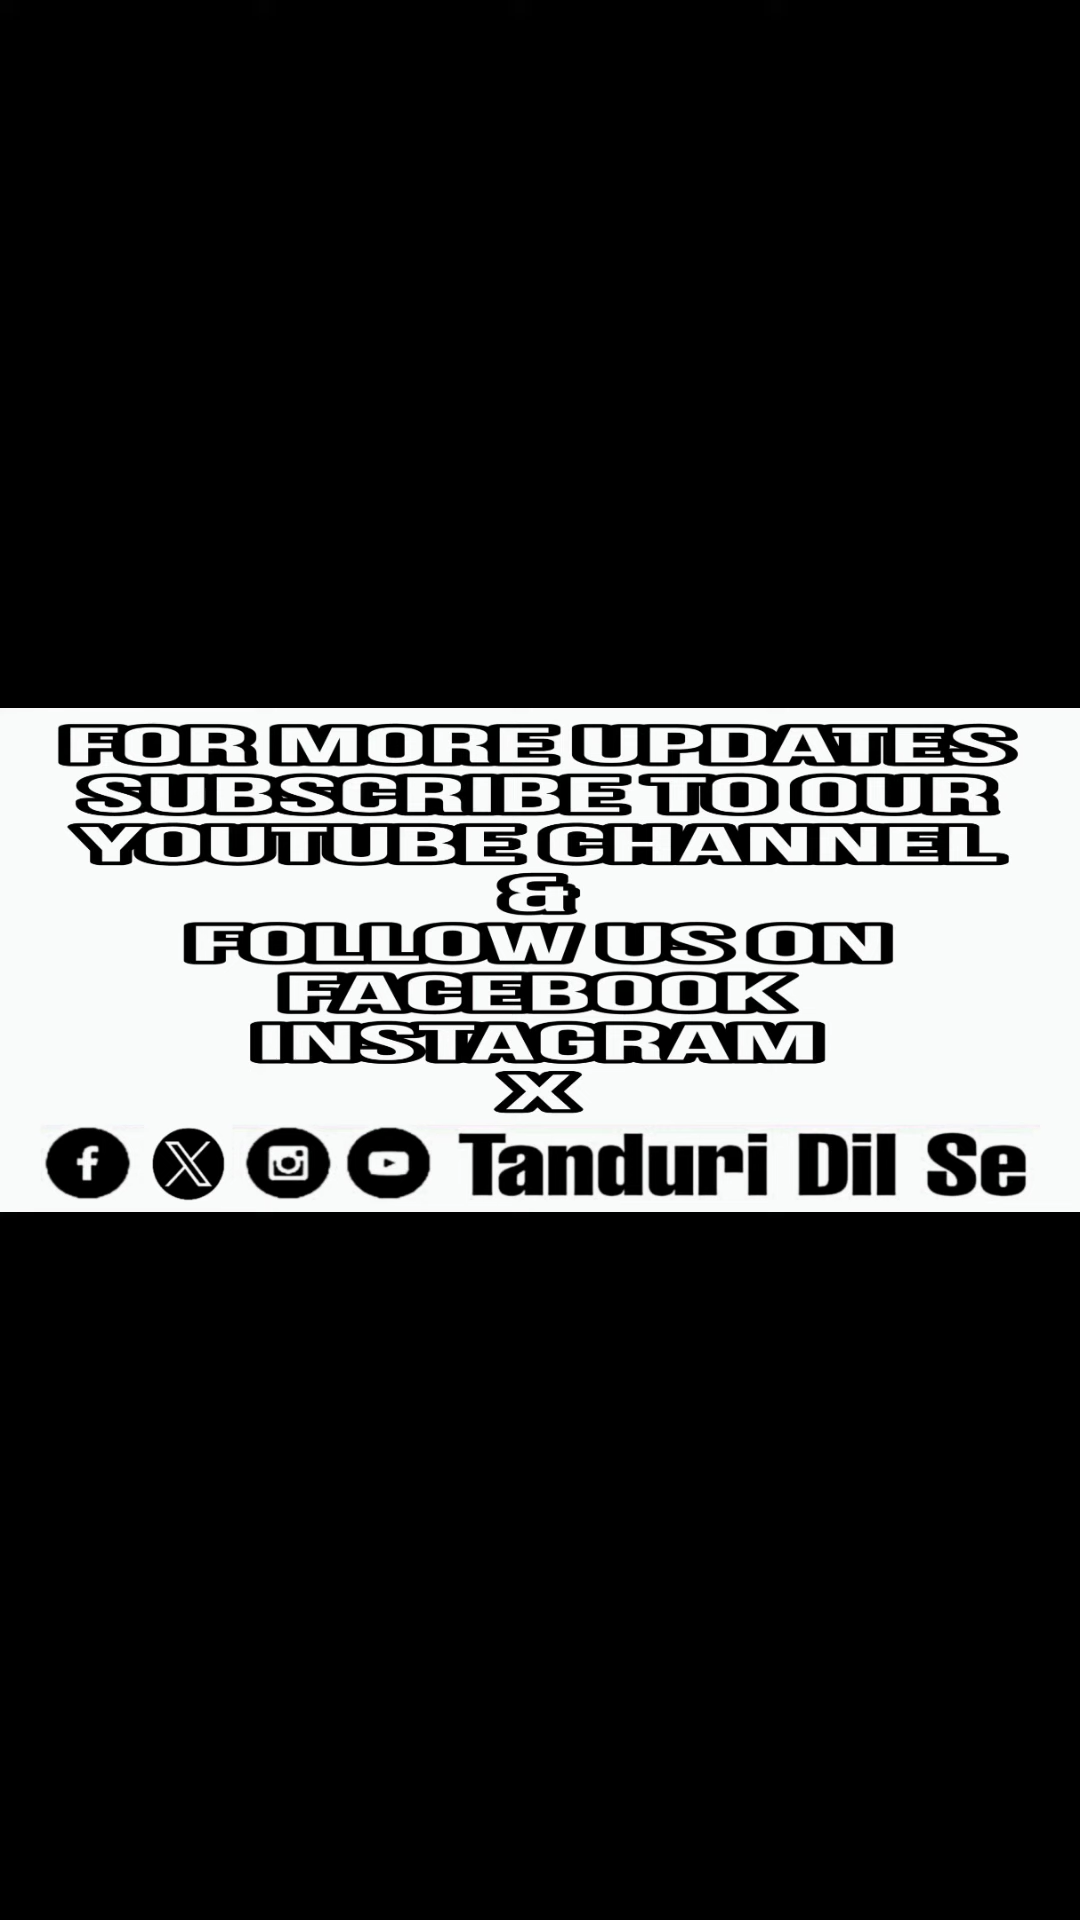 FOR MORE UPDATES
SUBSCRIBE TO OUR
YOUTUBE CHANNEL
&
FOLLOW US ON
FACEBOOK
INSTAGRAM
X
Tanduri Dil Se